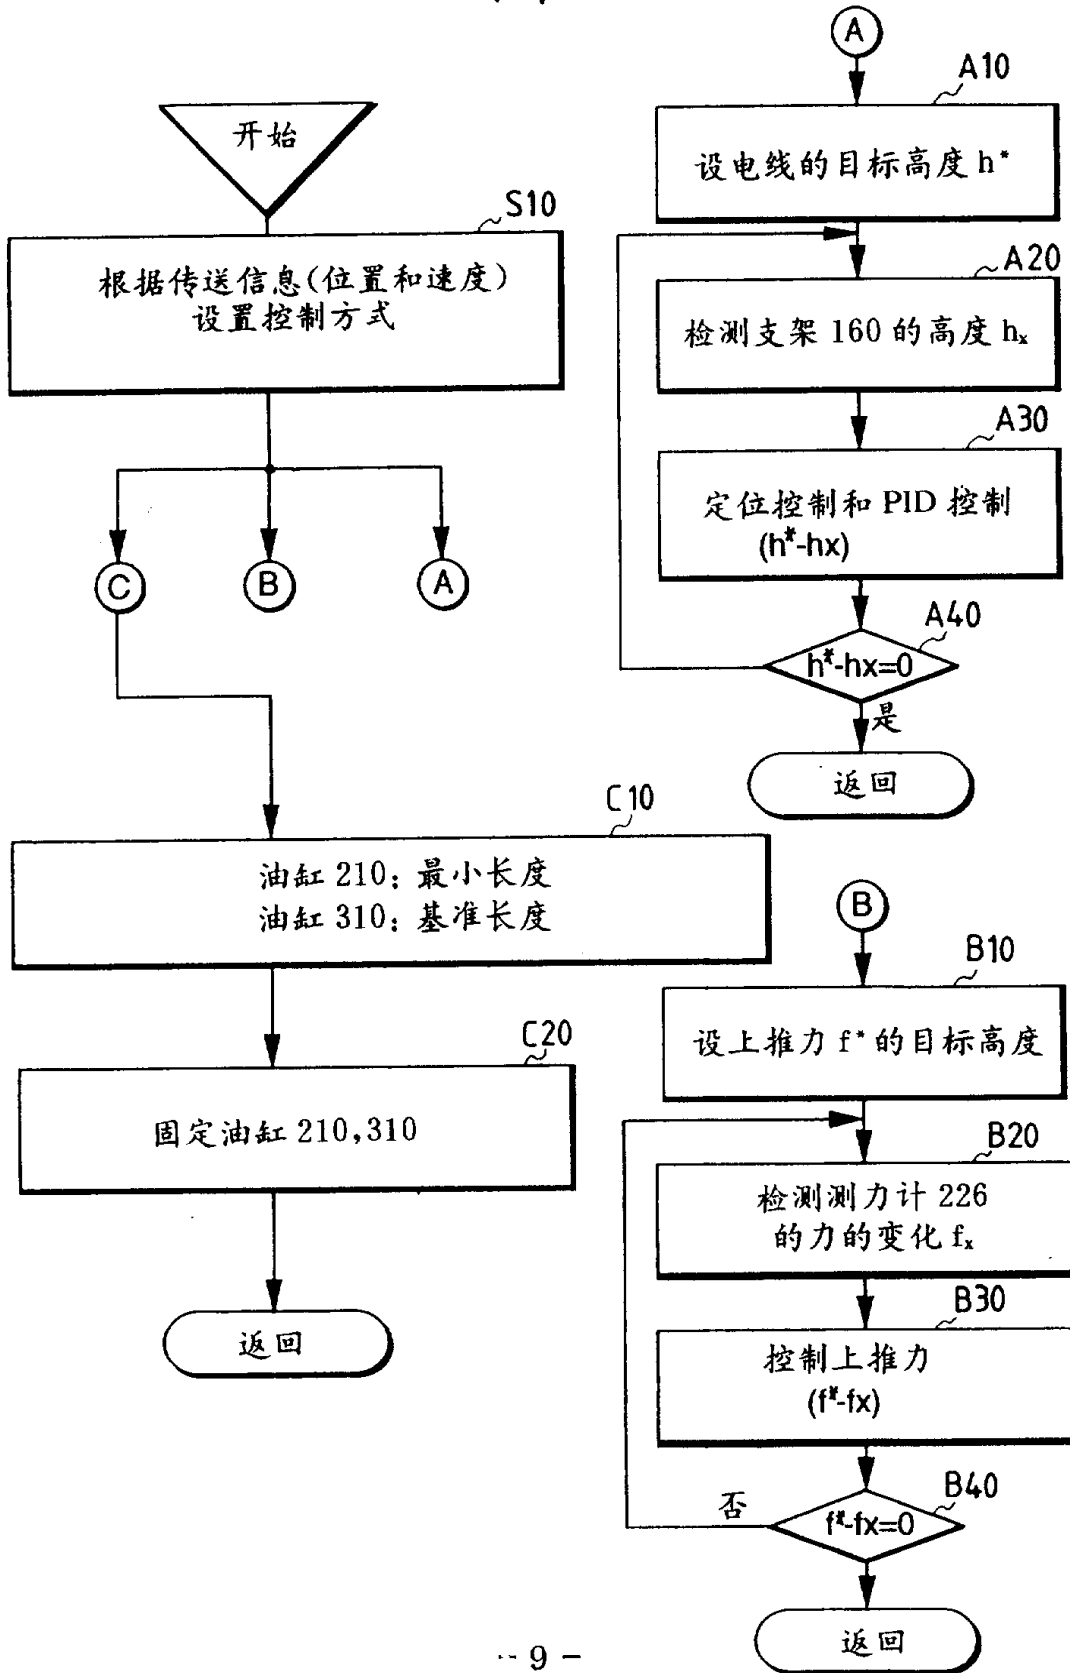 开始
S10
根据传送信息(位置和速度)
设置控制方式
C
B
A
C10
油缸 210: 最小长度
油缸 310: 基准长度
C20
固定油缸 210,310
返回
A
A10
设电线的目标高度 h*
A20
检测支架 160 的高度 hx
A30
定位控制和 PID 控制
(h*-hx)
A40
h*-hx=0
是
返回
B
B10
设上推力 f* 的目标高度
B20
检测测力计 226
的力的变化 fx
B30
控制上推力
(f*-fx)
B40
否
f*-fx=0
返回
- 9 -